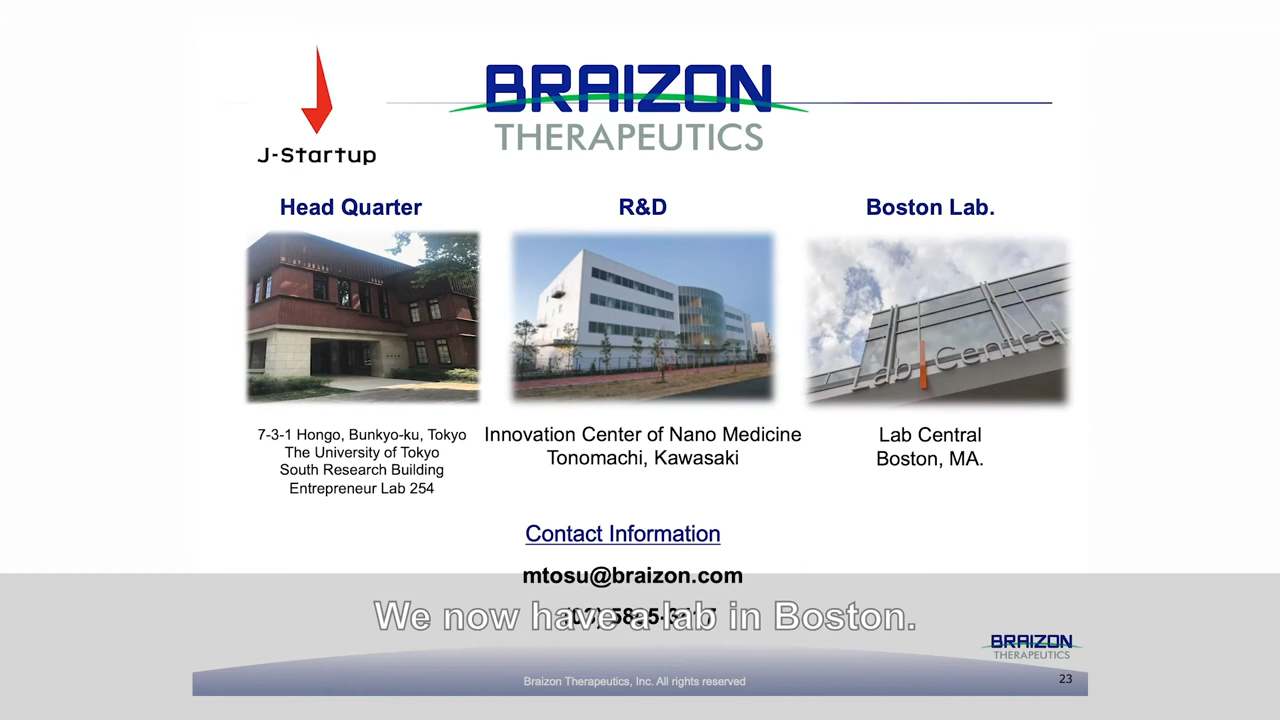 BRAIZON
THERAPEUTICS
J-Startup
Head Quarter
R&D
Boston Lab.
Lab Central
7-3-1 Hongo, Bunkyo-ku, Tokyo
The University of Tokyo
South Research Building
Entrepreneur Lab 254
Innovation Center of Nano Medicine
Tonomachi, Kawasaki
Lab Central
Boston, MA.
Contact Information
mtosu@braizon.com
We now have a lab in Boston.
BRAIZON
THERAPEUTICS
Braizon Therapeutics, Inc. All rights reserved
23